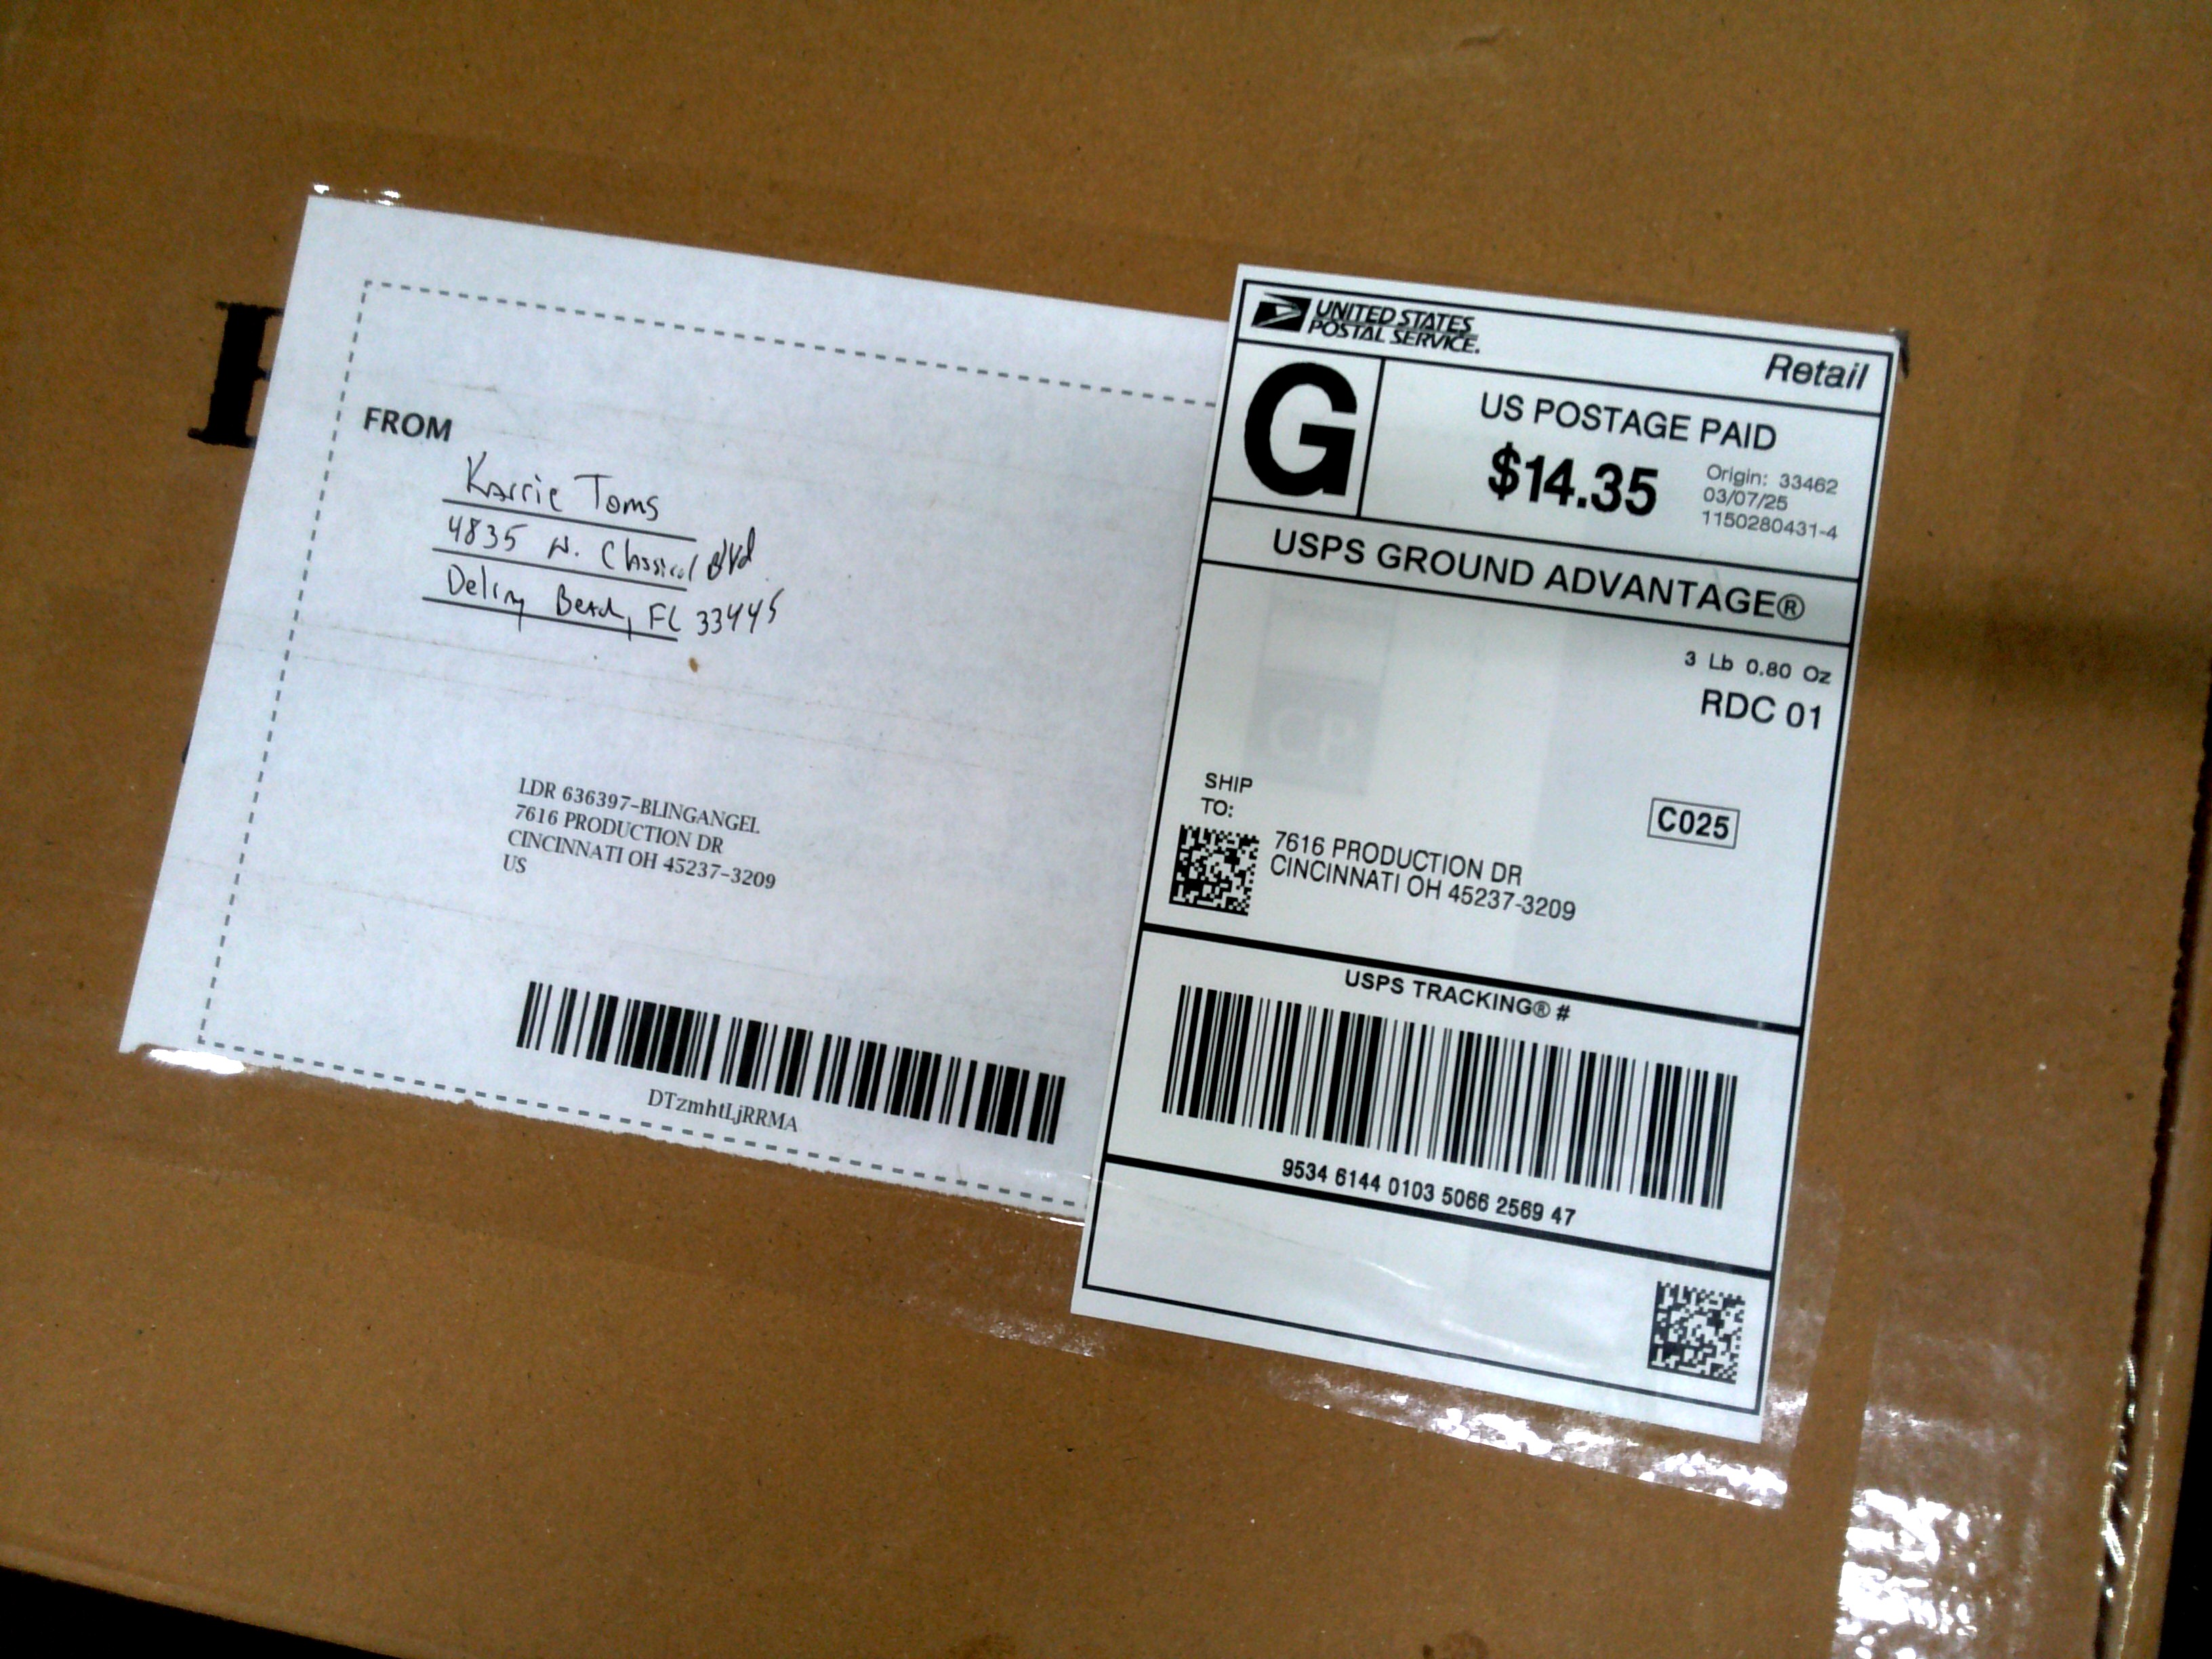 FROM
Karrie Toms
4835 N. Classical Blvd
Delray Beach, FL 33445
LDR 636397-BLINGANGEL
7616 PRODUCTION DR
CINCINNATI OH 45237-3209
US
DTzmhtLjRRMA
UNITED STATES
POSTAL SERVICE.
Retail
G
US POSTAGE PAID
$14.35
Origin: 33462
03/07/25
1150280431-4
USPS GROUND ADVANTAGE®
3 Lb 0.80 Oz
RDC 01
C025
SHIP
TO:
7616 PRODUCTION DR
CINCINNATI OH 45237-3209
USPS TRACKING® #
9534 6144 0103 5066 2569 47